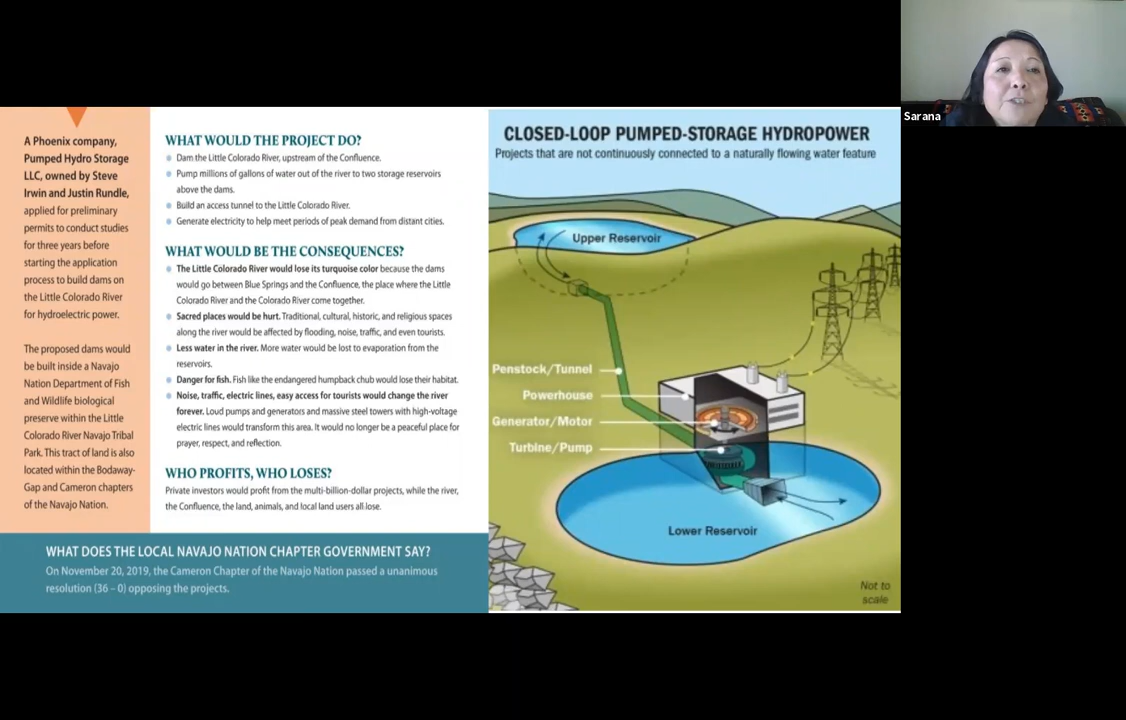 Sarana
A Phoenix company,
Pumped Hydro Storage
LLC, owned by Steve
Irwin and Justin Rundle,
applied for preliminary
permits to conduct studies
for three years before
starting the application
process to build dams on
the Little Colorado River
for hydroelectric power.
The proposed dams would
be built inside a Navajo
Nation Department of Fish
and Wildlife biological
preserve within the Little
Colorado River Navajo Tribal
Park. This tract of land is also
located within the Bodaway-
Gap and Cameron chapters
of the Navajo Nation.
WHAT WOULD THE PROJECT DO?
Dam the Little Colorado River, upstream of the Confluence.
Pump millions of gallons of water out of the river to two storage reservoirs
above the dams.
Build an access tunnel to the Little Colorado River.
Generate electricity to help meet periods of peak demand from distant cities.
WHAT WOULD BE THE CONSEQUENCES?
The Little Colorado River would lose its turquoise color because the dams
would go between Blue Springs and the Confluence, the place where the Little
Colorado River and the Colorado River come together.
Sacred places would be hurt. Traditional, cultural, historic, and religious spaces
along the river would be affected by flooding, noise, traffic, and even tourists.
Less water in the river. More water would be lost to evaporation from the
reservoirs.
Danger for fish. Fish like the endangered humpback chub would lose their habitat.
Noise, traffic, electric lines, easy access for tourists would change the river
forever. Loud pumps and generators and massive steel towers with high-voltage
electric lines would transform this area. It would no longer be a peaceful place for
prayer, respect, and reflection.
WHO PROFITS, WHO LOSES?
Private investors would profit from the multi-billion-dollar projects, while the river,
the Confluence, the land, animals, and local land users all lose.
WHAT DOES THE LOCAL NAVAJO NATION CHAPTER GOVERNMENT SAY?
On November 20, 2019, the Cameron Chapter of the Navajo Nation passed a unanimous
resolution (36 – 0) opposing the projects.
CLOSED-LOOP PUMPED-STORAGE HYDROPOWER
Projects that are not continuously connected to a naturally flowing water feature
Upper Reservoir
Penstock/Tunnel
Powerhouse
Generator/Motor
Turbine/Pump
Lower Reservoir
Not to
scale